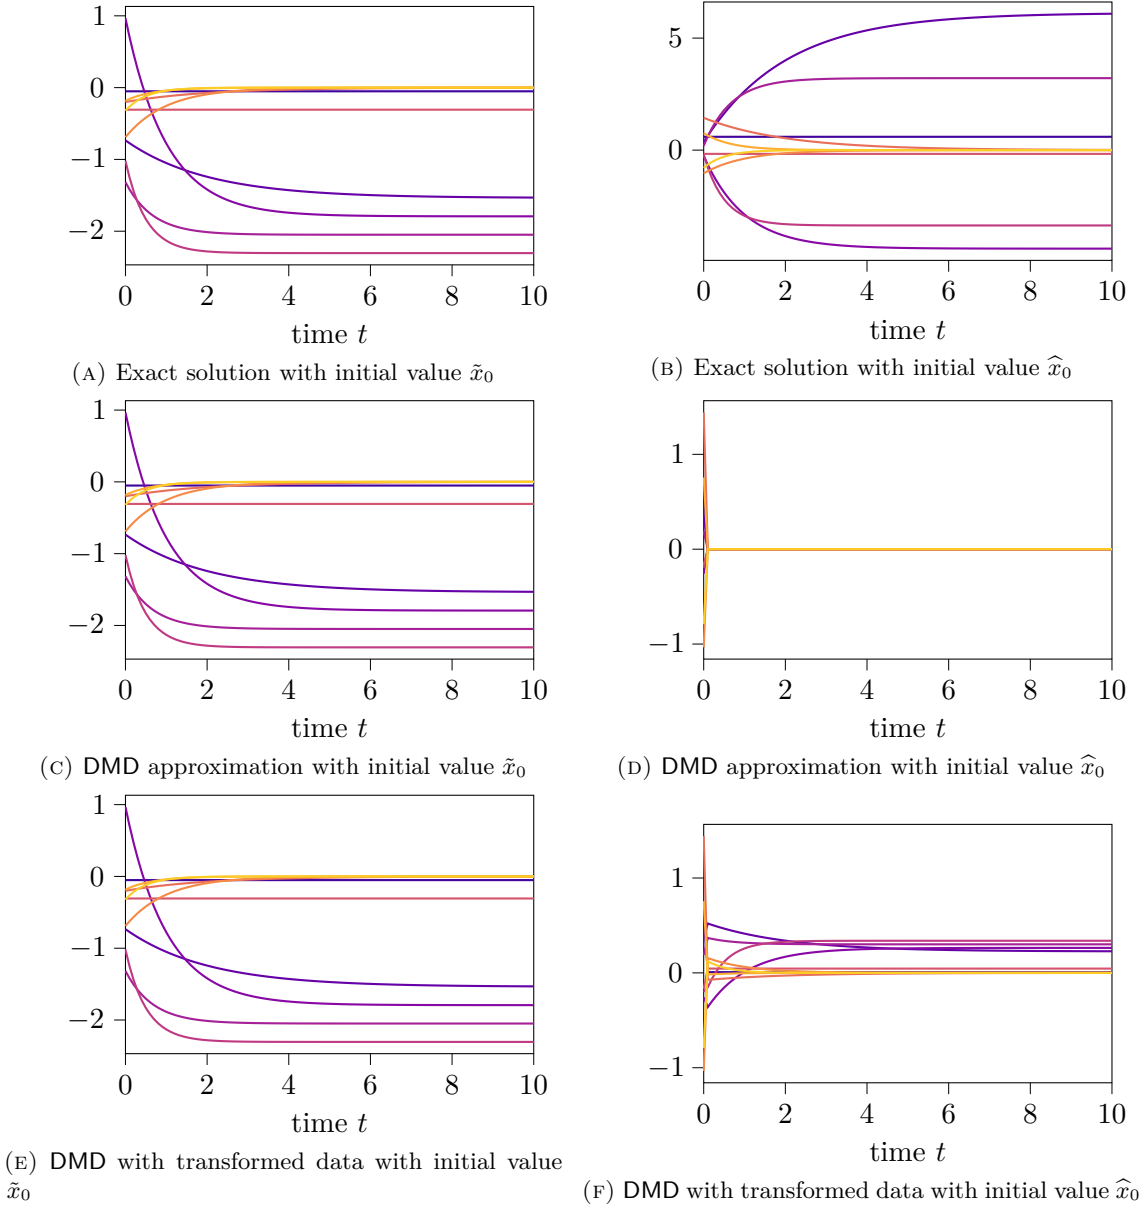 1
0
−1
−2
0 2 4 6 8 10
time t
(A) Exact solution with initial value x̃₀
5
0
0 2 4 6 8 10
time t
(B) Exact solution with initial value x̂₀
1
0
−1
−2
0 2 4 6 8 10
time t
(C) DMD approximation with initial value x̃₀
1
0
−1
0 2 4 6 8 10
time t
(D) DMD approximation with initial value x̂₀
1
0
−1
−2
0 2 4 6 8 10
time t
(E) DMD with transformed data with initial value
x̃₀
1
0
−1
0 2 4 6 8 10
time t
(F) DMD with transformed data with initial value x̂₀